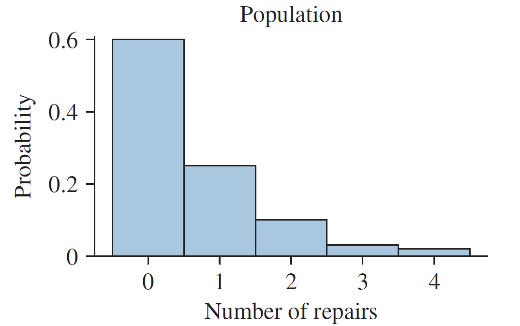 Population
0.6
0.4
0.2
0
Probability
0 1 2 3 4
Number of repairs